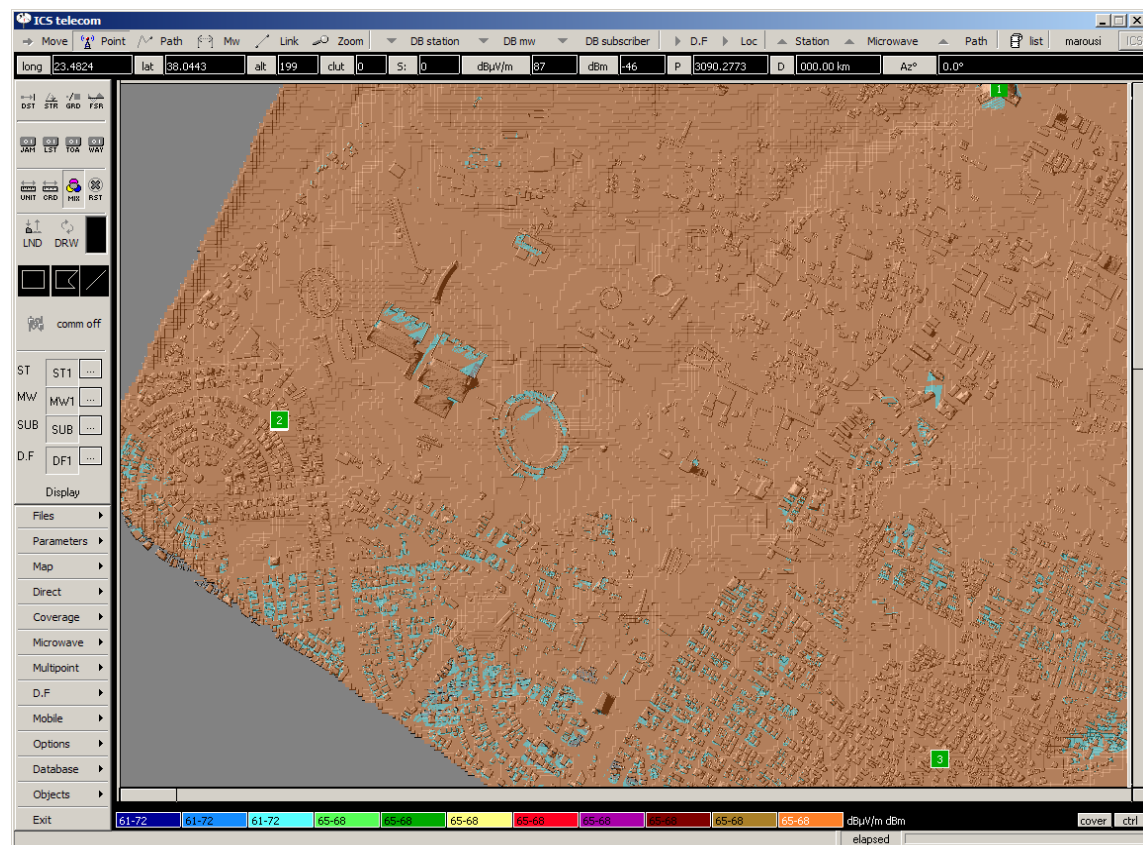 ICS telecom
Move Point Path Mw Link Zoom DB station DB mw DB subscriber D.F Loc Station Microwave Path list marousi ICS
long 23.4824 lat 38.0443 alt 199 clut 0 S: 0 dBµV/m 87 dBm -46 P 3090.2773 D 000.00 km Az° 0.0°
DST STR GRD FSR
JAM LST TOA WAY
UNIT CRD MIX RST
LND DRW
comm off
ST ST1 ...
MW MW1 ...
SUB SUB ...
D.F DF1 ...
Display
Files
Parameters
Map
Direct
Coverage
Microwave
Multipoint
D.F
Mobile
Options
Database
Objects
Exit
1
2
3
61-72 61-72 61-72 65-68 65-68 65-68 65-68 65-68 65-68 65-68 65-68 dBµV/m dBm cover ctrl
elapsed